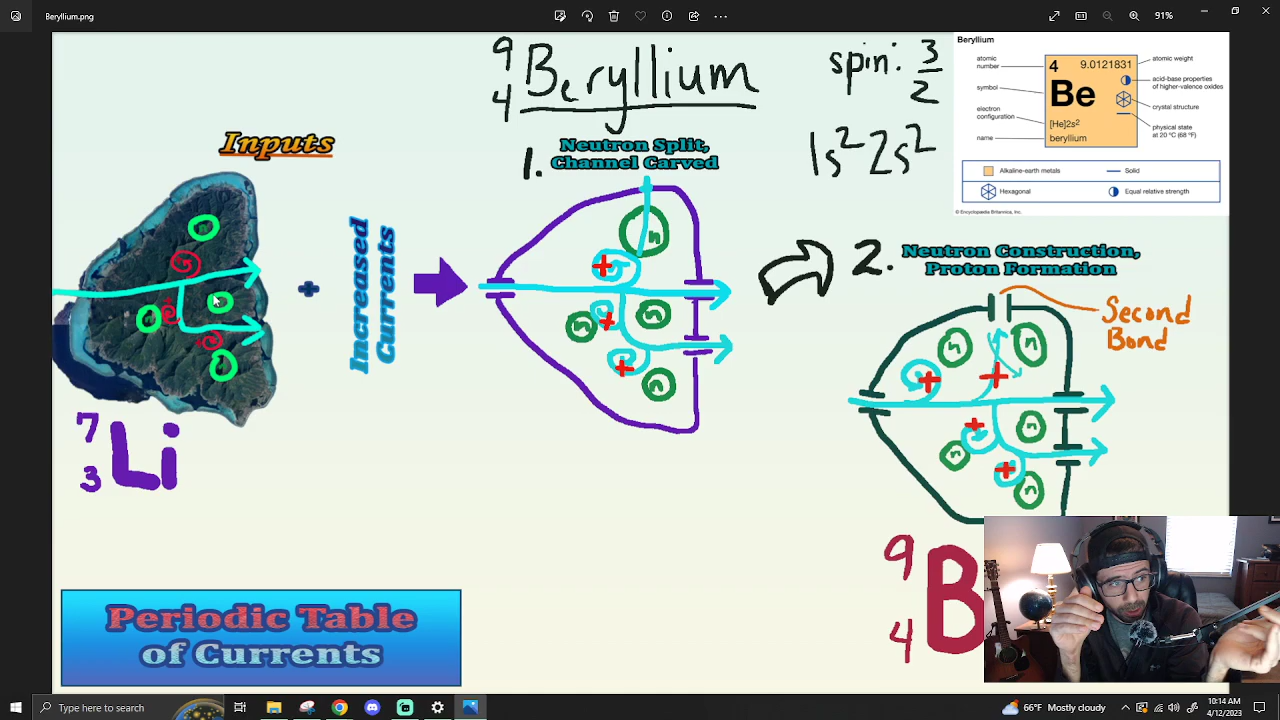 Beryllium.png
9
4
Beryllium
spin: 3/2
1s² 2s²
Beryllium
atomic number
symbol
electron configuration
name
4
9.0121831
Be
[He]2s²
beryllium
atomic weight
acid-base properties
of higher-valence oxides
crystal structure
physical state
at 20 °C (68 °F)
Alkaline-earth metals
Solid
Hexagonal
Equal relative strength
© Encyclopædia Britannica, Inc.
Inputs
1.
Neutron Split,
Channel Carved
Increased
Currents
+
+
+
+
n
+
+
n
n
+
n
2.
Neutron Construction,
Proton Formation
Second
Bond
n
n
+
+
+
n
n
+
n
7
3
Li
9
4
B
Periodic Table
of Currents
Type here to search
66°F
Mostly sunny
10:14 AM
4/12/2023